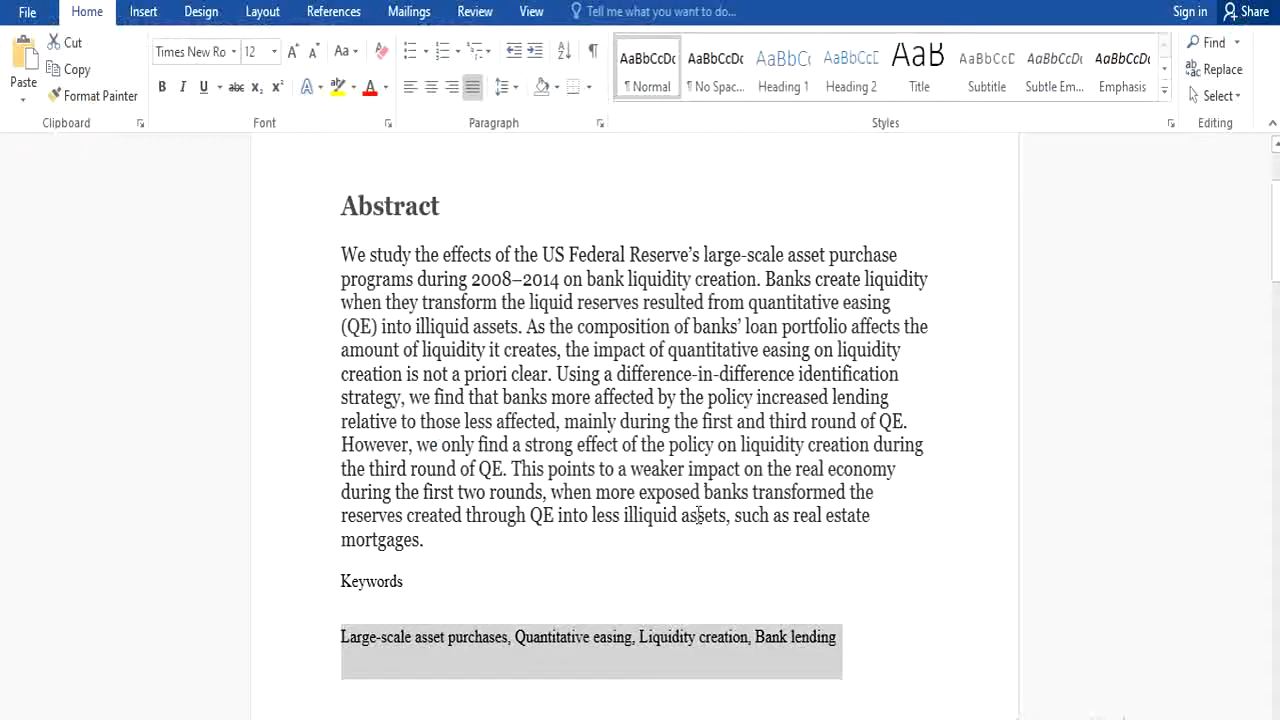 File Home Insert Design Layout References Mailings Review View Tell me what you want to do... Sign in Share
Paste Cut Copy Format Painter
Times New Ro 12 Aa
B I U abc x₂ x² A ab A
AaBbCcDc AaBbCcDc AaBbCc AaBbCcD AaB AaBbCcD AaBbCcDc AaBbCcDc
¶ Normal ¶ No Spac... Heading 1 Heading 2 Title Subtitle Subtle Em... Emphasis
Find Replace Select
Clipboard Font Paragraph Styles Editing
Abstract
We study the effects of the US Federal Reserve’s large-scale asset purchase
programs during 2008–2014 on bank liquidity creation. Banks create liquidity
when they transform the liquid reserves resulted from quantitative easing
(QE) into illiquid assets. As the composition of banks’ loan portfolio affects the
amount of liquidity it creates, the impact of quantitative easing on liquidity
creation is not a priori clear. Using a difference-in-difference identification
strategy, we find that banks more affected by the policy increased lending
relative to those less affected, mainly during the first and third round of QE.
However, we only find a strong effect of the policy on liquidity creation during
the third round of QE. This points to a weaker impact on the real economy
during the first two rounds, when more exposed banks transformed the
reserves created through QE into less illiquid assets, such as real estate
mortgages.
Keywords
Large-scale asset purchases, Quantitative easing, Liquidity creation, Bank lending